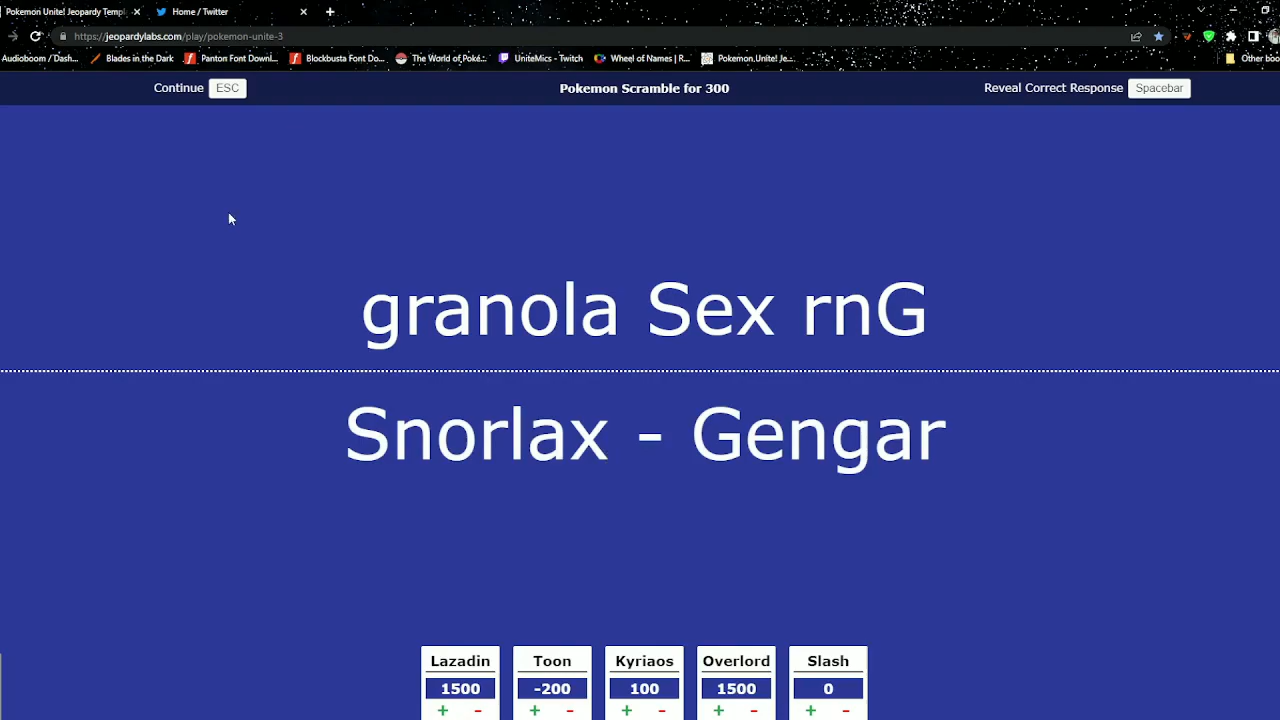 Pokemon Unite! Jeopardy Templ
Home / Twitter
https://jeopardylabs.com/play/pokemon-unite-3
Audioboom / Dash...
Blades in the Dark
Panton Font Downl...
Blockbusta Font Do...
The World of Poké...
UniteMics - Twitch
Wheel of Names | R...
Pokemon Unite! Je...
Other boo
Continue ESC
Pokemon Scramble for 300
Reveal Correct Response Spacebar
granola Sex rnG
Snorlax - Gengar
Lazadin Toon Kyriaos Overlord Slash
1500 -200 100 1500 0
+ - + - + - + - + -